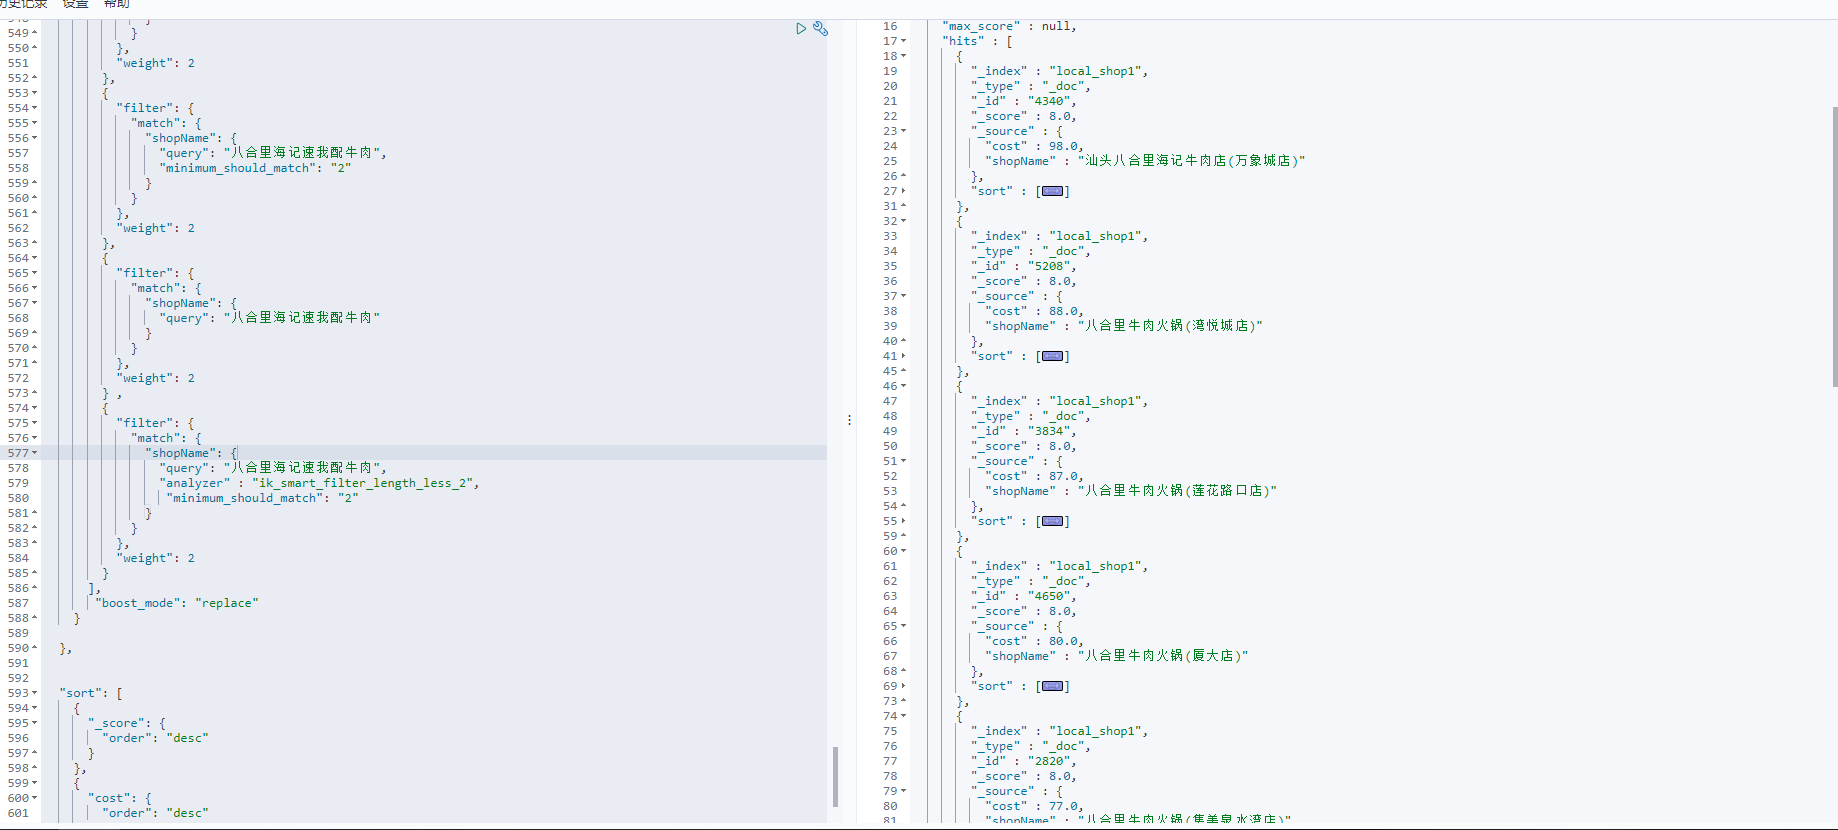 历史记录 设置 帮助
549 }
550 },
551 "weight": 2
552 },
553 {
554 "filter": {
555 "match": {
556 "shopName": {
557 "query": "八合里海记速我配牛肉",
558 "minimum_should_match": "2"
559 }
560 }
561 },
562 "weight": 2
563 },
564 {
565 "filter": {
566 "match": {
567 "shopName": {
568 "query": "八合里海记速我配牛肉"
569 }
570 }
571 },
572 "weight": 2
573 } ,
574 {
575 "filter": {
576 "match": {
577 "shopName": {
578 "query": "八合里海记速我配牛肉",
579 "analyzer" : "ik_smart_filter_length_less_2",
580 "minimum_should_match": "2"
581 }
582 }
583 },
584 "weight": 2
585 }
586 ],
587 "boost_mode": "replace"
588 }
589
590 },
591
592
593 "sort": [
594 {
595 "_score": {
596 "order": "desc"
597 }
598 },
599 {
600 "cost": {
601 "order": "desc"
16 "max_score" : null,
17 "hits" : [
18 {
19 "_index" : "local_shop1",
20 "_type" : "_doc",
21 "_id" : "4340",
22 "_score" : 8.0,
23 "_source" : {
24 "cost" : 98.0,
25 "shopName" : "汕头八合里海记牛肉店(万象城店)"
26 },
27 "sort" : [ ]
31 },
32 {
33 "_index" : "local_shop1",
34 "_type" : "_doc",
35 "_id" : "5208",
36 "_score" : 8.0,
37 "_source" : {
38 "cost" : 88.0,
39 "shopName" : "八合里牛肉火锅(湾悦城店)"
40 },
41 "sort" : [ ]
45 },
46 {
47 "_index" : "local_shop1",
48 "_type" : "_doc",
49 "_id" : "3834",
50 "_score" : 8.0,
51 "_source" : {
52 "cost" : 87.0,
53 "shopName" : "八合里牛肉火锅(莲花路口店)"
54 },
55 "sort" : [ ]
59 },
60 {
61 "_index" : "local_shop1",
62 "_type" : "_doc",
63 "_id" : "4650",
64 "_score" : 8.0,
65 "_source" : {
66 "cost" : 80.0,
67 "shopName" : "八合里牛肉火锅(厦大店)"
68 },
69 "sort" : [ ]
73 },
74 {
75 "_index" : "local_shop1",
76 "_type" : "_doc",
77 "_id" : "2820",
78 "_score" : 8.0,
79 "_source" : {
80 "cost" : 77.0,
81 "shopName" : "八合里牛肉火锅(集美泉水湾店)"